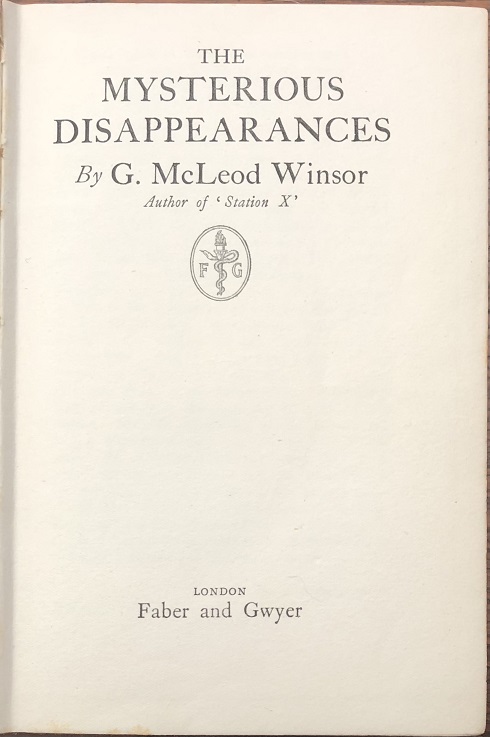 THE
MYSTERIOUS
DISAPPEARANCES
By G. McLeod Winsor
Author of ‘Station X’
F G
LONDON
Faber and Gwyer